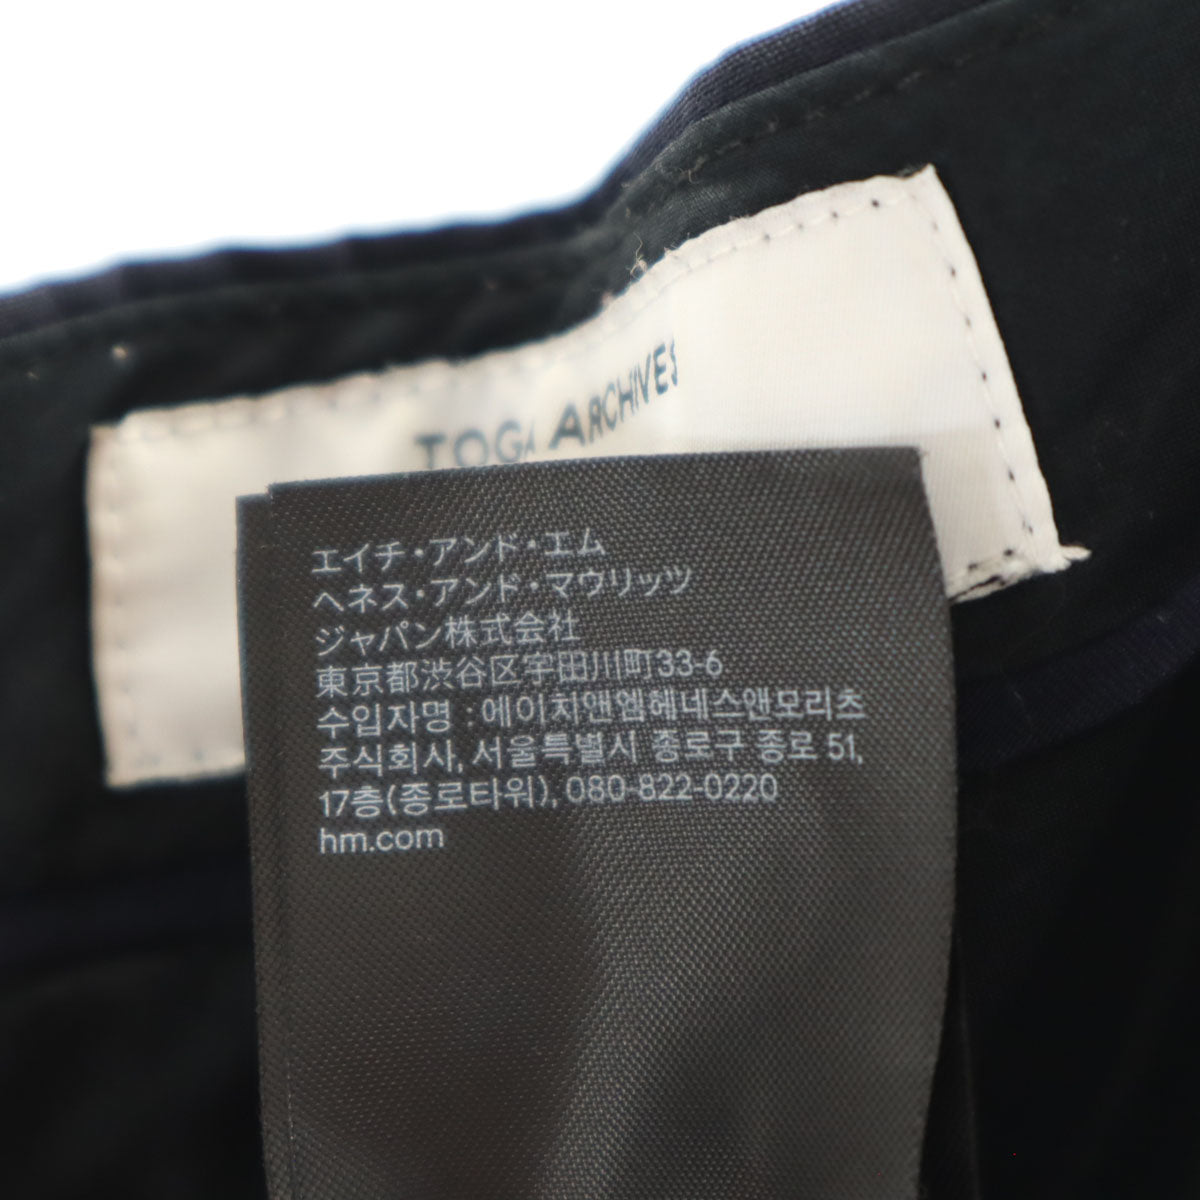 TOGA ARCHIVES
エイチ・アンド・エム
ヘネス・アンド・マウリッツ
ジャパン株式会社
東京都渋谷区宇田川町33-6
수입자명 : 에이치앤엠헤네스앤모리츠
주식회사, 서울특별시 종로구 종로 51,
17층(종로타워), 080-822-0220
hm.com